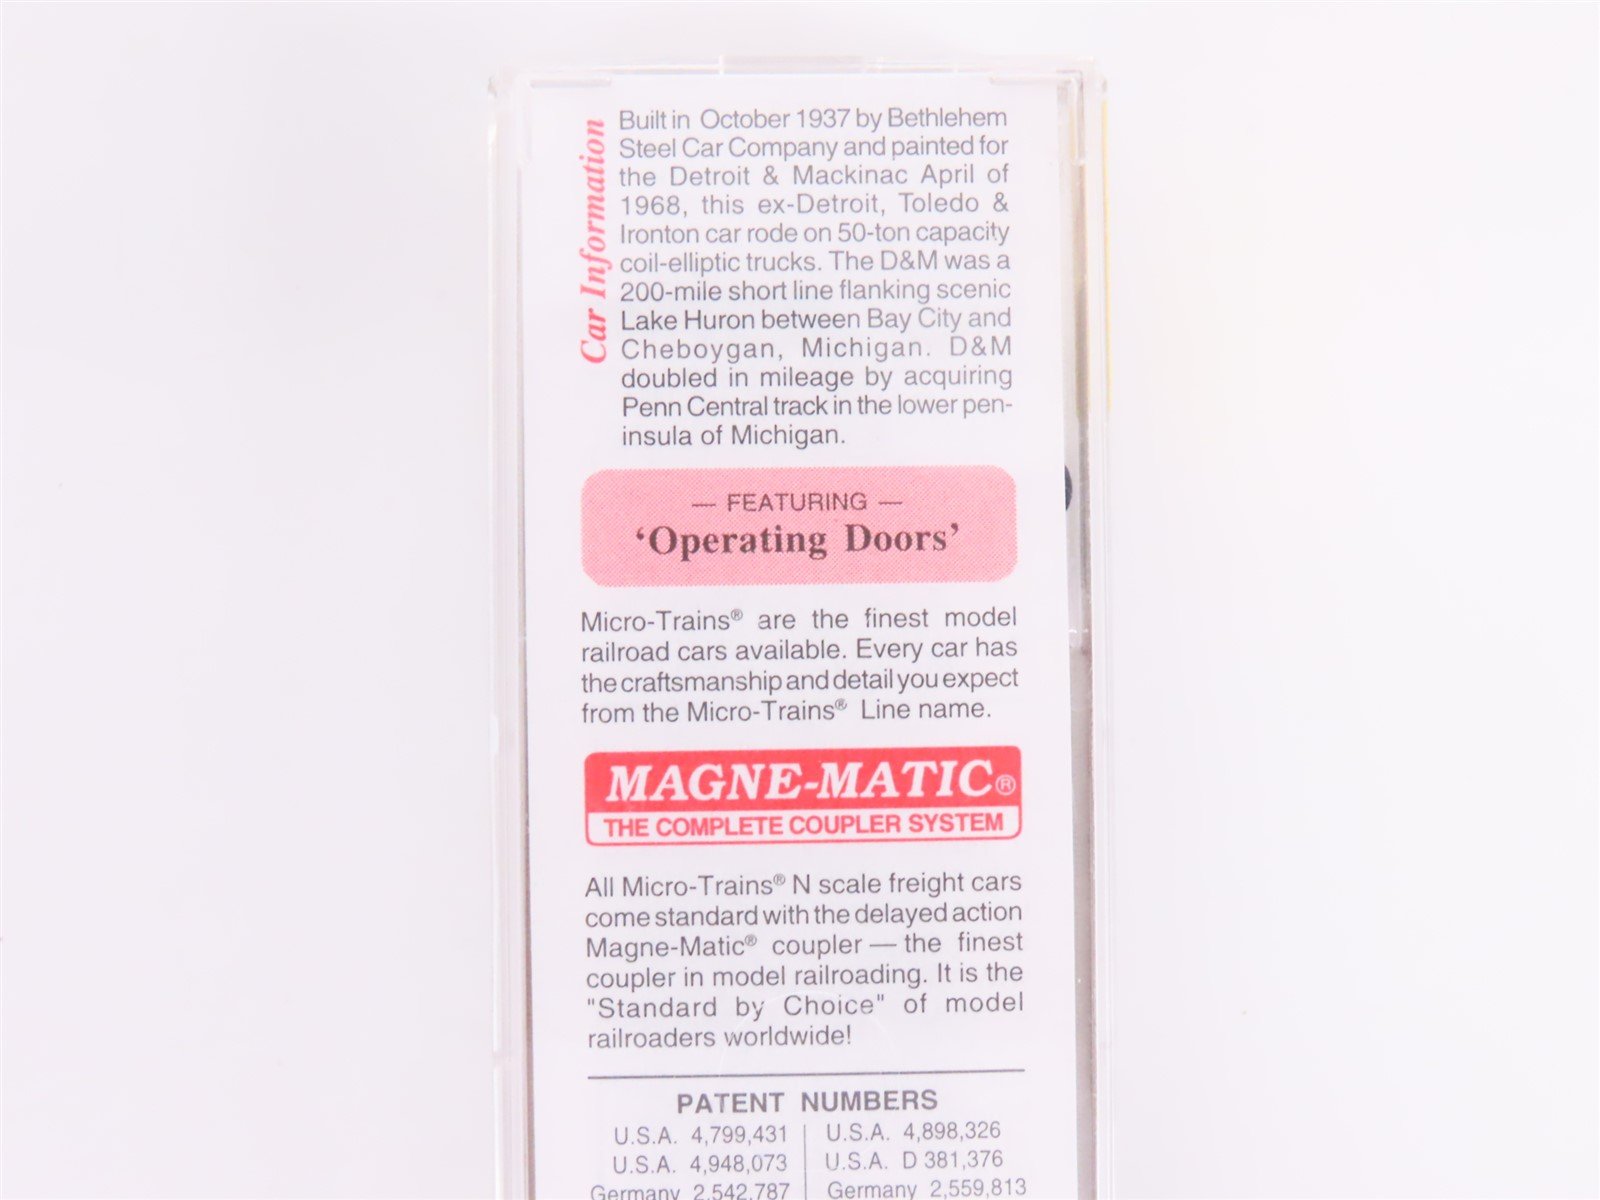 Car Information
Built in October 1937 by Bethlehem
Steel Car Company and painted for
the Detroit & Mackinac April of
1968, this ex-Detroit, Toledo &
Ironton car rode on 50-ton capacity
coil-elliptic trucks. The D&M was a
200-mile short line flanking scenic
Lake Huron between Bay City and
Cheboygan, Michigan. D&M
doubled in mileage by acquiring
Penn Central track in the lower pen-
insula of Michigan.
— FEATURING —
‘Operating Doors’
Micro-Trains® are the finest model
railroad cars available. Every car has
the craftsmanship and detail you expect
from the Micro-Trains® Line name.
MAGNE-MATIC®
THE COMPLETE COUPLER SYSTEM
All Micro-Trains® N scale freight cars
come standard with the delayed action
Magne-Matic® coupler — the finest
coupler in model railroading. It is the
"Standard by Choice" of model
railroaders worldwide!
PATENT NUMBERS
U.S.A. 4,799,431 U.S.A. 4,898,326
U.S.A. 4,948,073 U.S.A. D 381,376
Germany 2,542,787 Germany 2,559,813